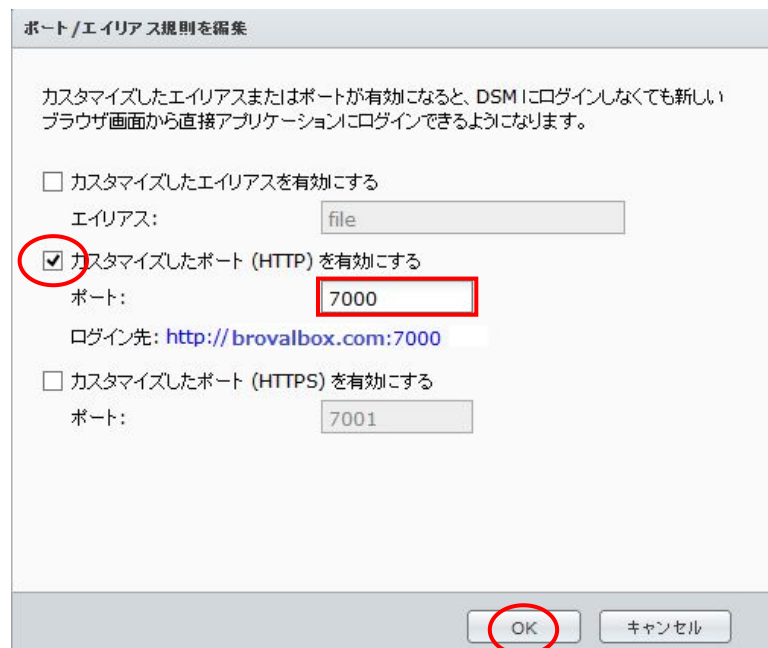 ポート/エイリアス規則を編集
カスタマイズしたエイリアスまたはポートが有効になると、DSMにログインしなくても新しい
ブラウザ画面から直接アプリケーションにログインできるようになります。
カスタマイズしたエイリアスを有効にする
エイリアス: file
カスタマイズしたポート (HTTP) を有効にする
ポート: 7000
ログイン先: http://brovalbox.com:7000
カスタマイズしたポート (HTTPS) を有効にする
ポート: 7001
OK キャンセル